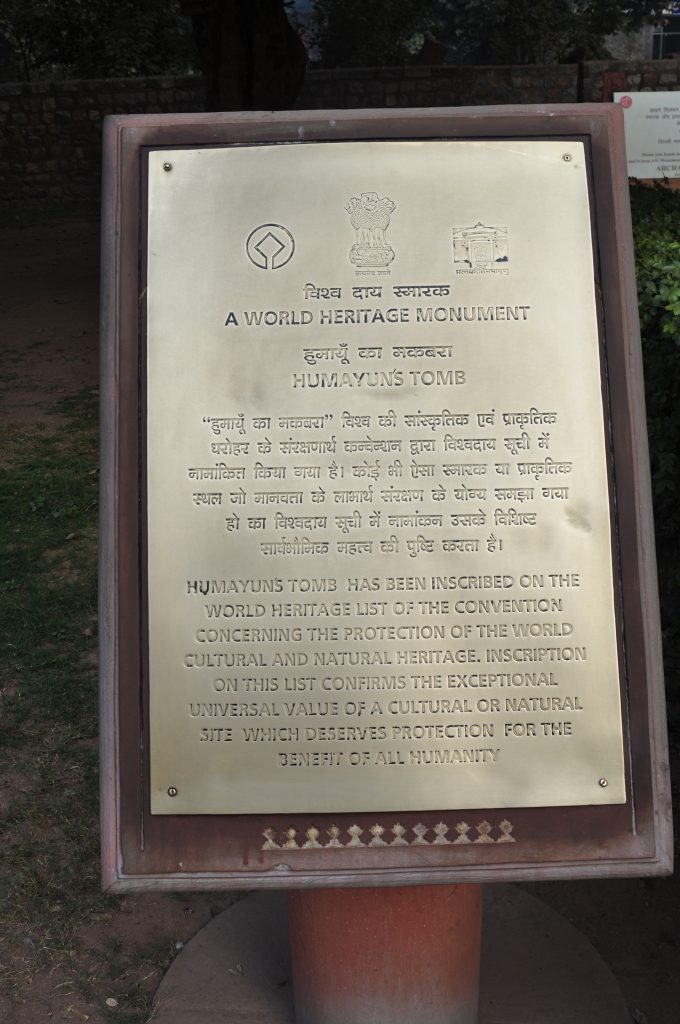 सत्यमेव जयते
विश्व दाय स्मारक
A WORLD HERITAGE MONUMENT
हुमायूँ का मकबरा
HUMAYUN'S TOMB
“हुमायूँ का मकबरा” विश्व की सांस्कृतिक एवं प्राकृतिक
धरोहर के संरक्षणार्थ कन्वेन्शन द्वारा विश्वदाय सूची में
नामांकित किया गया है। कोई भी ऐसा स्मारक या प्राकृतिक
स्थल जो मानवता के लाभार्थ संरक्षण के योग्य समझा गया
हो का विश्वदाय सूची में नामांकन उसके विशिष्ट
सार्वभौमिक महत्व की पुष्टि करता है।
HUMAYUN'S TOMB HAS BEEN INSCRIBED ON THE
WORLD HERITAGE LIST OF THE CONVENTION
CONCERNING THE PROTECTION OF THE WORLD
CULTURAL AND NATURAL HERITAGE. INSCRIPTION
ON THIS LIST CONFIRMS THE EXCEPTIONAL
UNIVERSAL VALUE OF A CULTURAL OR NATURAL
SITE WHICH DESERVES PROTECTION FOR THE
BENEFIT OF ALL HUMANITY